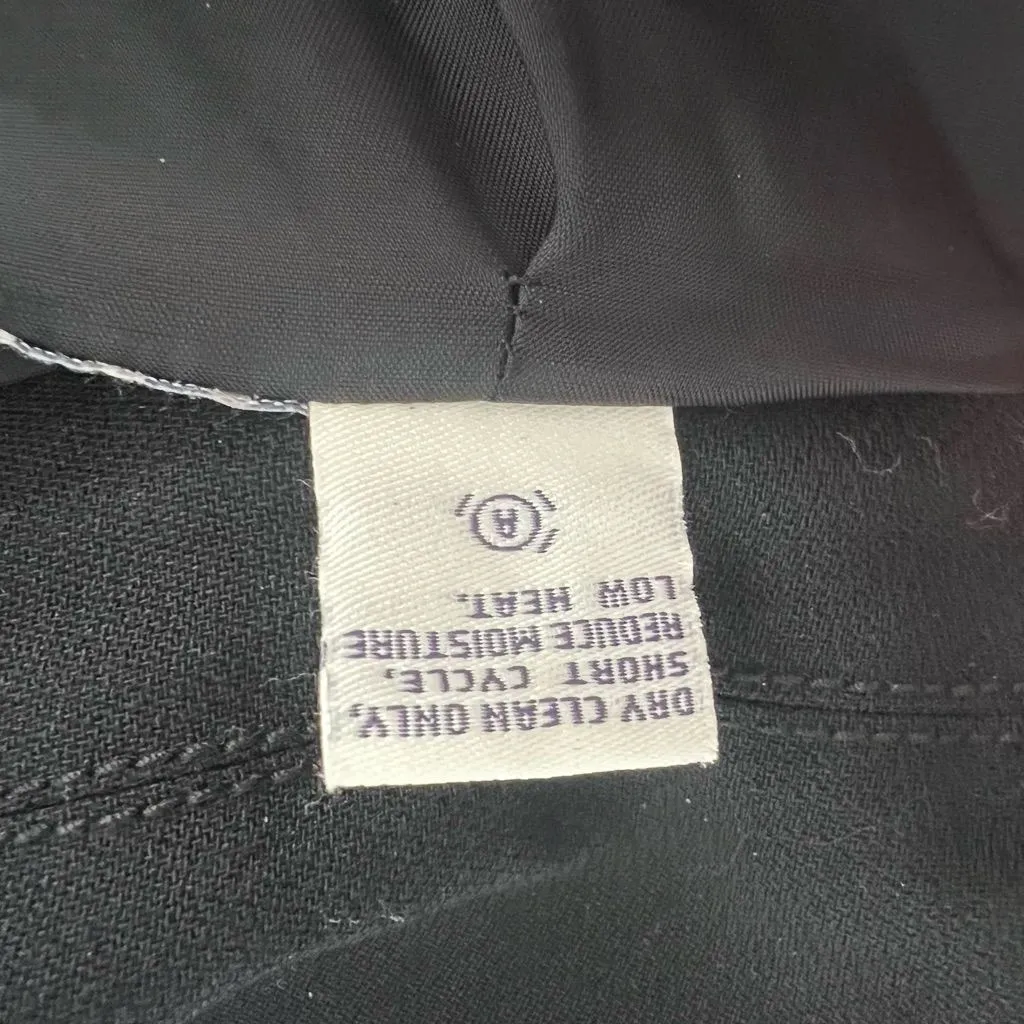 DRY CLEAN ONLY,
SHORT CYCLE,
REDUCE MOISTURE
LOW HEAT.
A